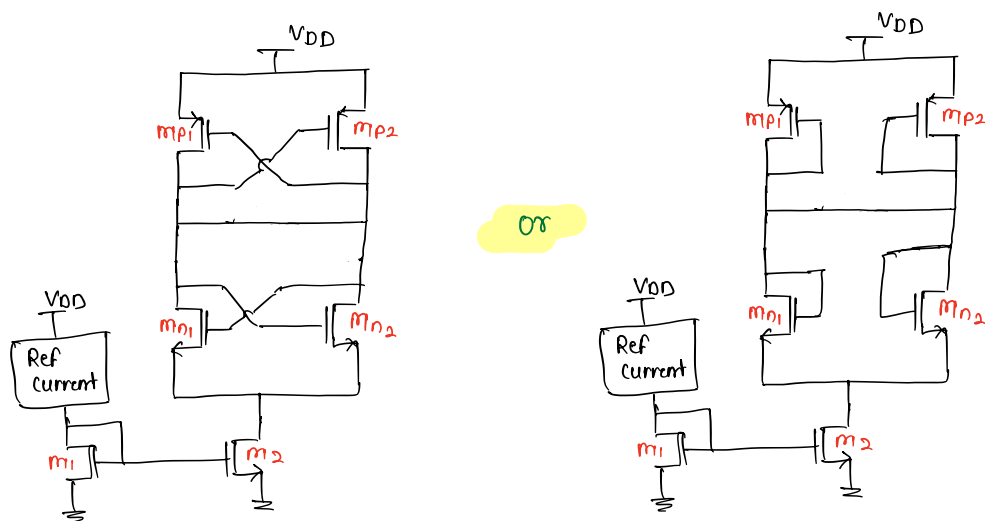 VDD
MP1
MP2
Mn1
Mn2
VDD
Ref
Current
M1
M2
or
VDD
MP1
MP2
Mn1
Mn2
VDD
Ref
Current
M1
M2